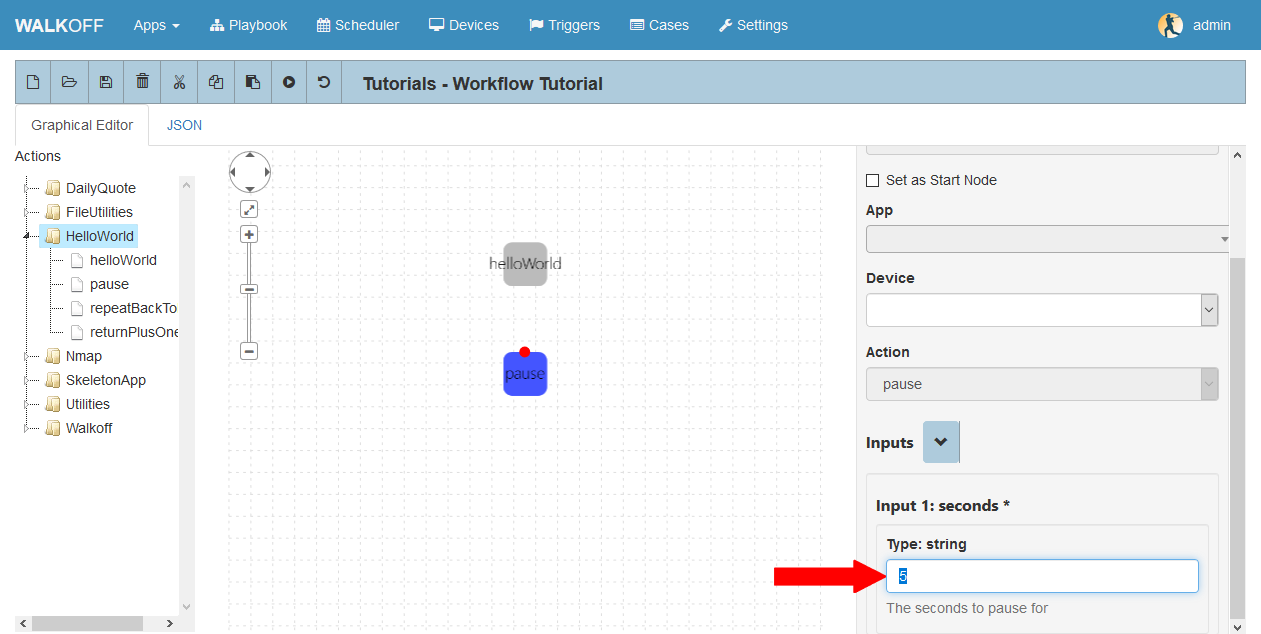 WALKOFF Apps Playbook Scheduler Devices Triggers Cases Settings admin
Tutorials - Workflow Tutorial
Graphical Editor JSON
Actions
DailyQuote
FileUtilities
HelloWorld
helloWorld
pause
repeatBackTo
returnPlusOne
Nmap
SkeletonApp
Utilities
Walkoff
helloWorld
pause
Set as Start Node
App
Device
Action
pause
Inputs
Input 1: seconds *
Type: string
5
The seconds to pause for